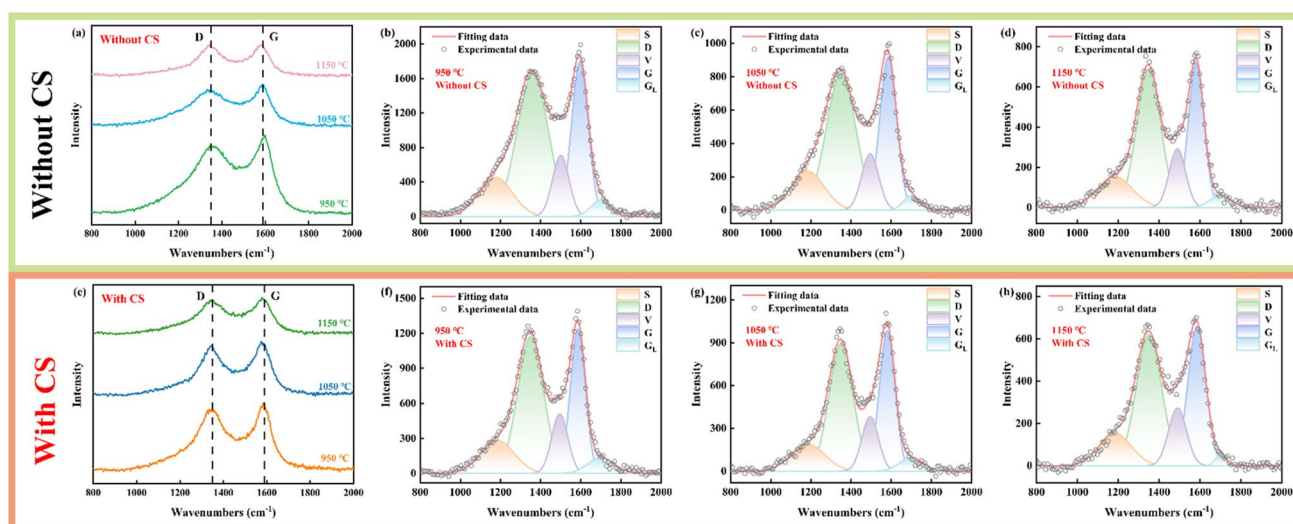 Without CS
(a)
Without CS
D
G
1150 ℃
1050 ℃
950 ℃
Intensity
800 1000 1200 1400 1600 1800 2000
Wavenumbers (cm-1)
(b)
Fitting data
Experimental data
950 ℃
Without CS
S
D
V
G
GL
2000
1600
1200
800
400
0
Intensity
800 1000 1200 1400 1600 1800 2000
Wavenumbers (cm-1)
(c)
Fitting data
Experimental data
1050 ℃
Without CS
S
D
V
G
GL
1000
800
600
400
200
0
Intensity
800 1000 1200 1400 1600 1800 2000
Wavenumbers (cm-1)
(d)
Fitting data
Experimental data
1150 ℃
Without CS
S
D
V
G
GL
800
600
400
200
0
Intensity
800 1000 1200 1400 1600 1800 2000
Wavenumbers (cm-1)
With CS
(e)
With CS
D
G
1150 ℃
1050 ℃
950 ℃
Intensity
800 1000 1200 1400 1600 1800 2000
Wavenumbers (cm-1)
(f)
Fitting data
Experimental data
950 ℃
With CS
S
D
V
G
GL
1500
1200
900
600
300
0
Intensity
800 1000 1200 1400 1600 1800 2000
Wavenumbers (cm-1)
(g)
Fitting data
Experimental data
1050 ℃
With CS
S
D
V
G
GL
1200
900
600
300
0
Intensity
800 1000 1200 1400 1600 1800 2000
Wavenumbers (cm-1)
(h)
Fitting data
Experimental data
1150 ℃
With CS
S
D
V
G
GL
800
600
400
200
0
Intensity
800 1000 1200 1400 1600 1800 2000
Wavenumbers (cm-1)